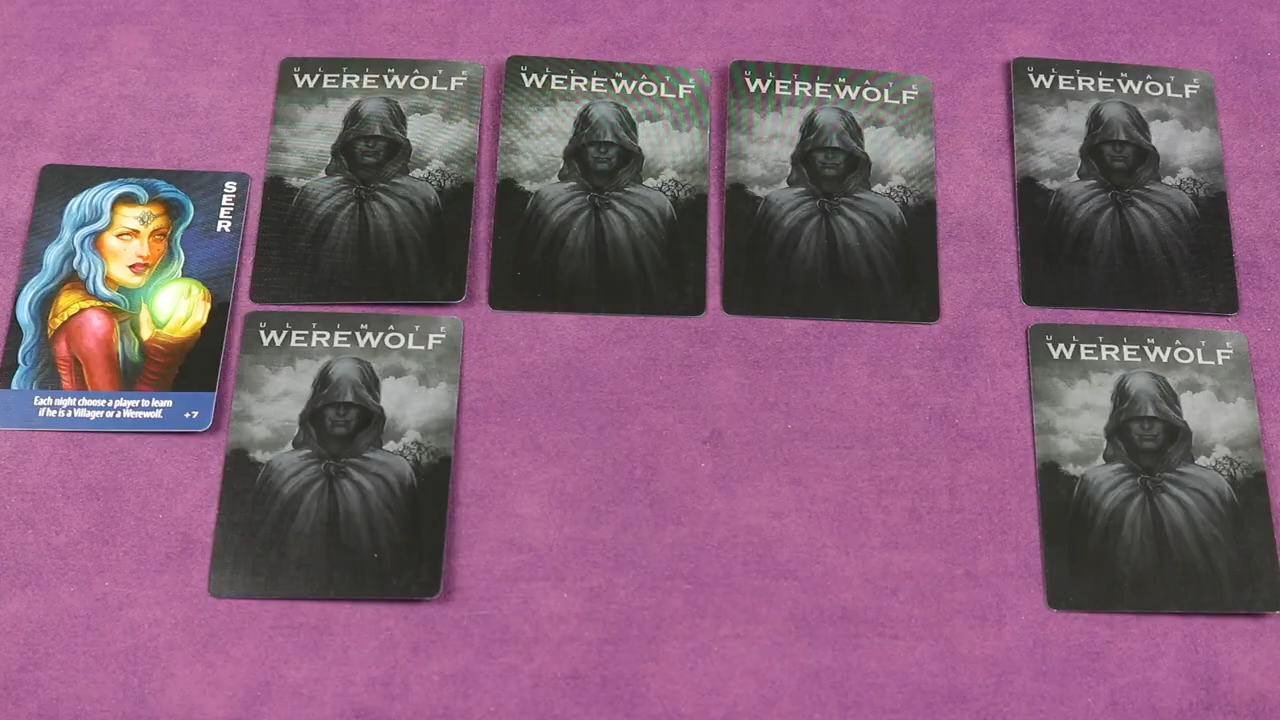 ULTIMATE
WEREWOLF
ULTIMATE
WEREWOLF
ULTIMATE
WEREWOLF
ULTIMATE
WEREWOLF
SEER
Each night choose a player to learn
if he is a Villager or a Werewolf.
+7
ULTIMATE
WEREWOLF
ULTIMATE
WEREWOLF